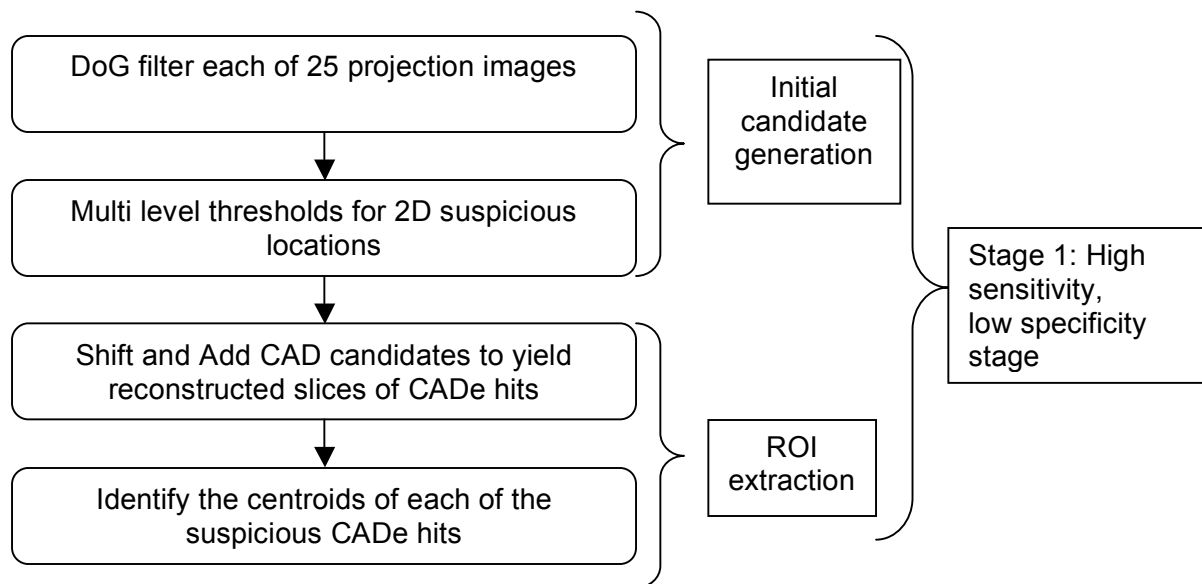 DoG filter each of 25 projection images
Multi level thresholds for 2D suspicious
locations
Shift and Add CAD candidates to yield
reconstructed slices of CADe hits
Identify the centroids of each of the
suspicious CADe hits
Initial
candidate
generation
ROI
extraction
Stage 1: High
sensitivity,
low specificity
stage